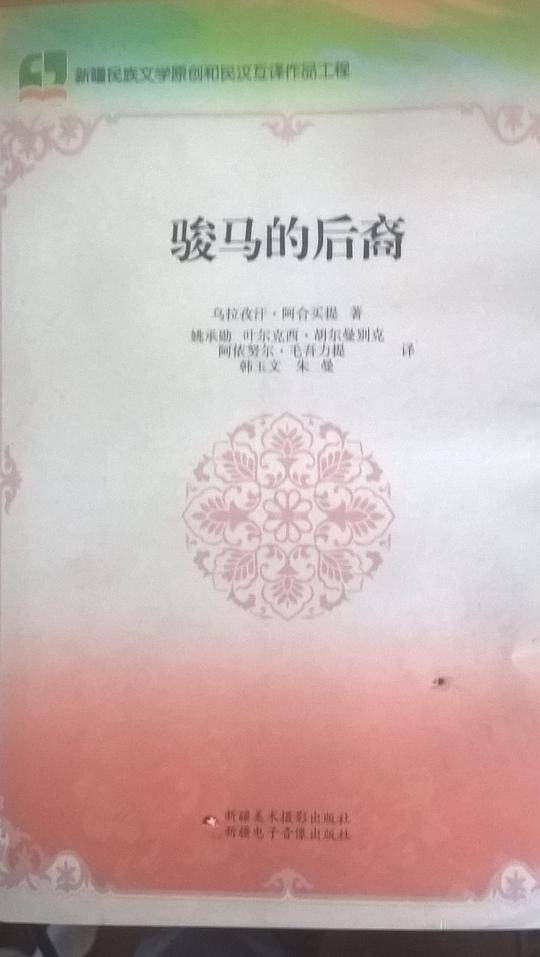 新疆民族文学原创和民汉互译作品工程
骏马的后裔
乌拉孜汗·阿合买提 著
姚承勋 叶尔克西·胡尔曼别克
阿依努尔·毛吾力提 译
韩玉文 朱曼
新疆美术摄影出版社
新疆电子音像出版社